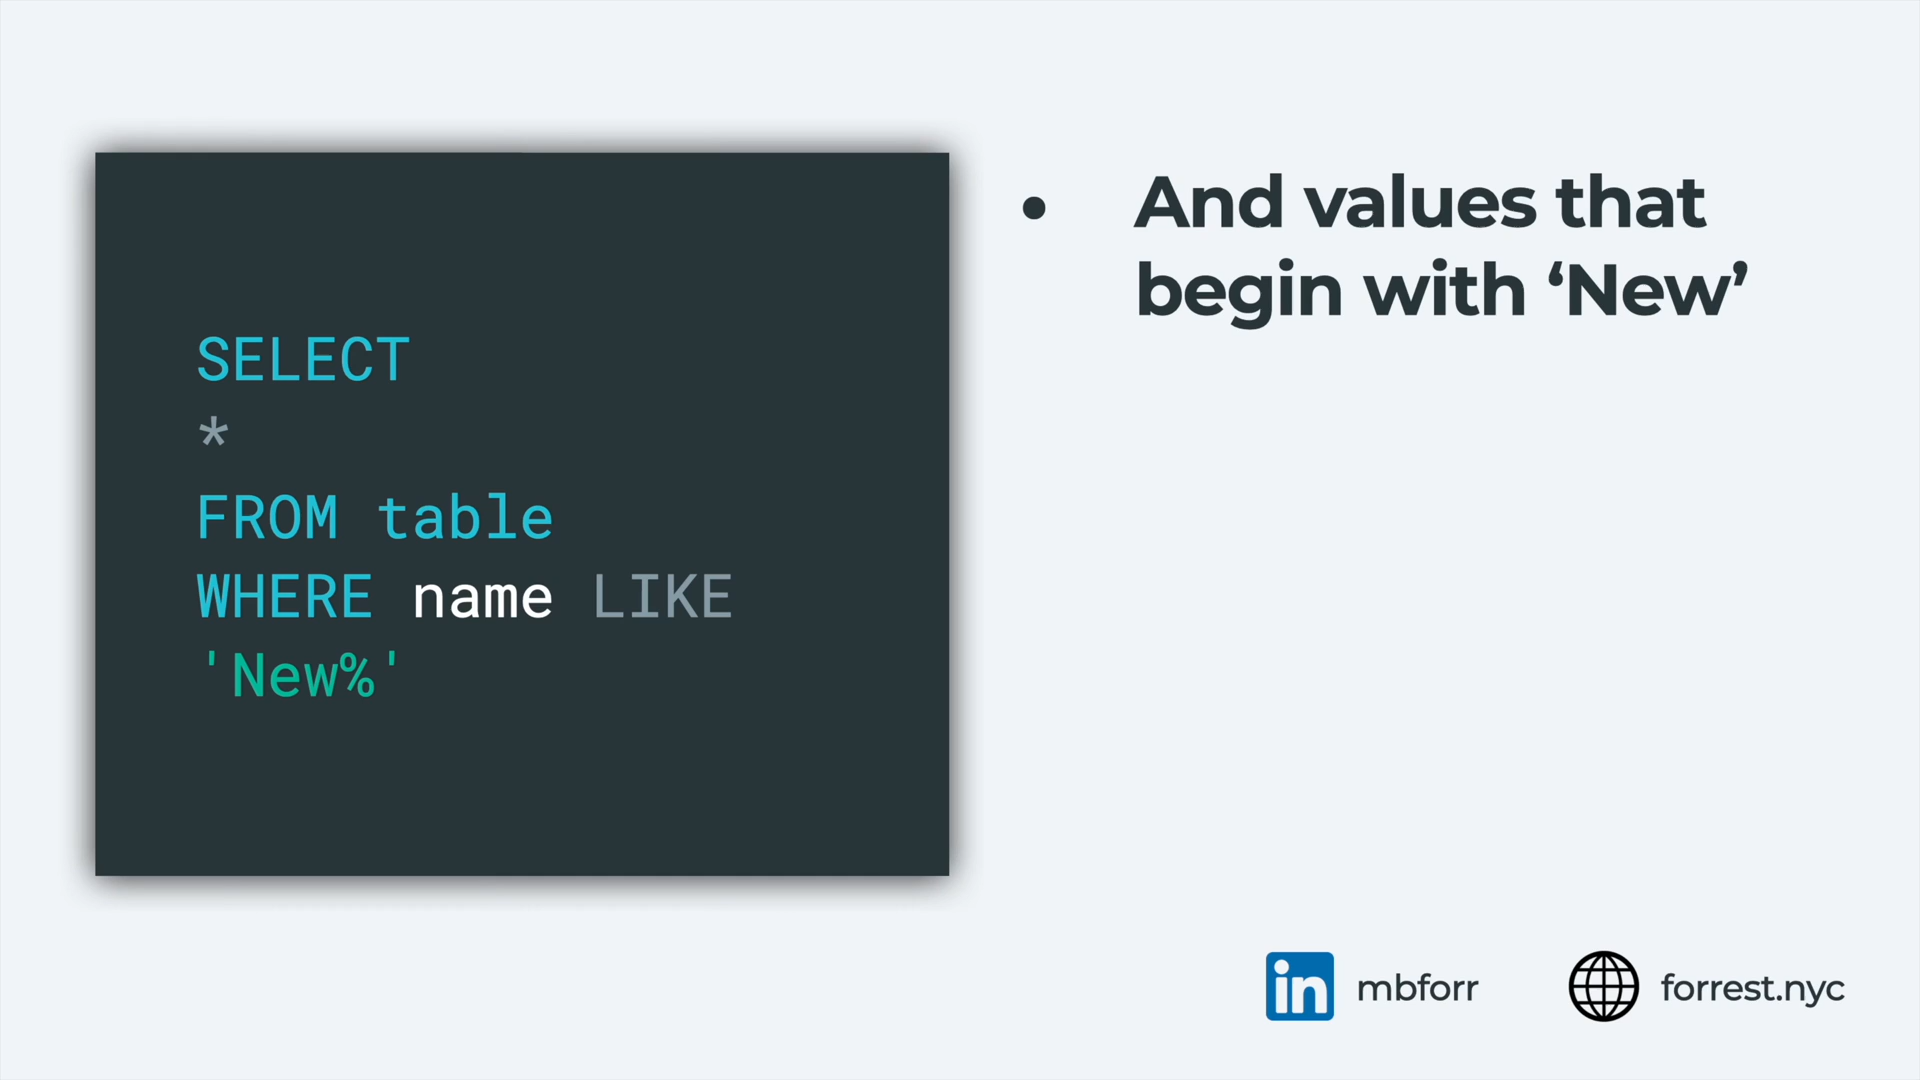 SELECT
*
FROM table
WHERE name LIKE
'New%'
• And values that
begin with ‘New’
in mbforr
forrest.nyc